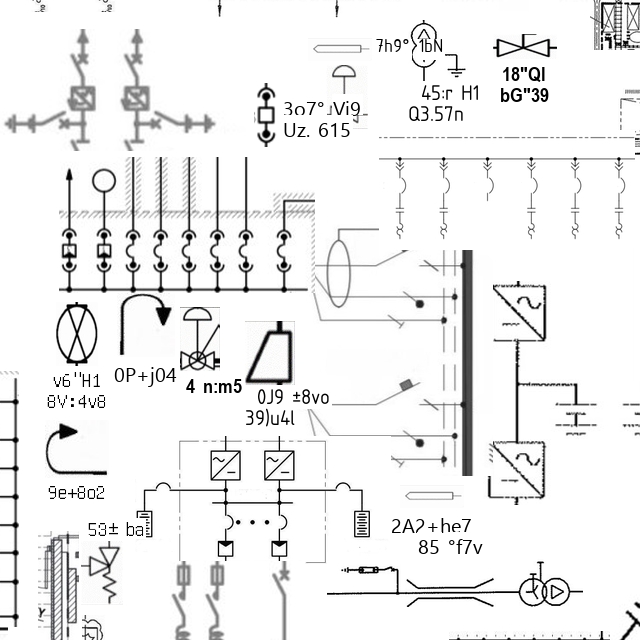 7h9° 1bN
18"QI
bG"39
45:r H1
Q3.57n
3o7°Vi9
Uz. 615
0P+j04
4 n:m5
v6"H1
8V:4v8
0J9 ±8vo
39)u4l
9e+8o2
53± ba
2A2+he7
85 °f7v